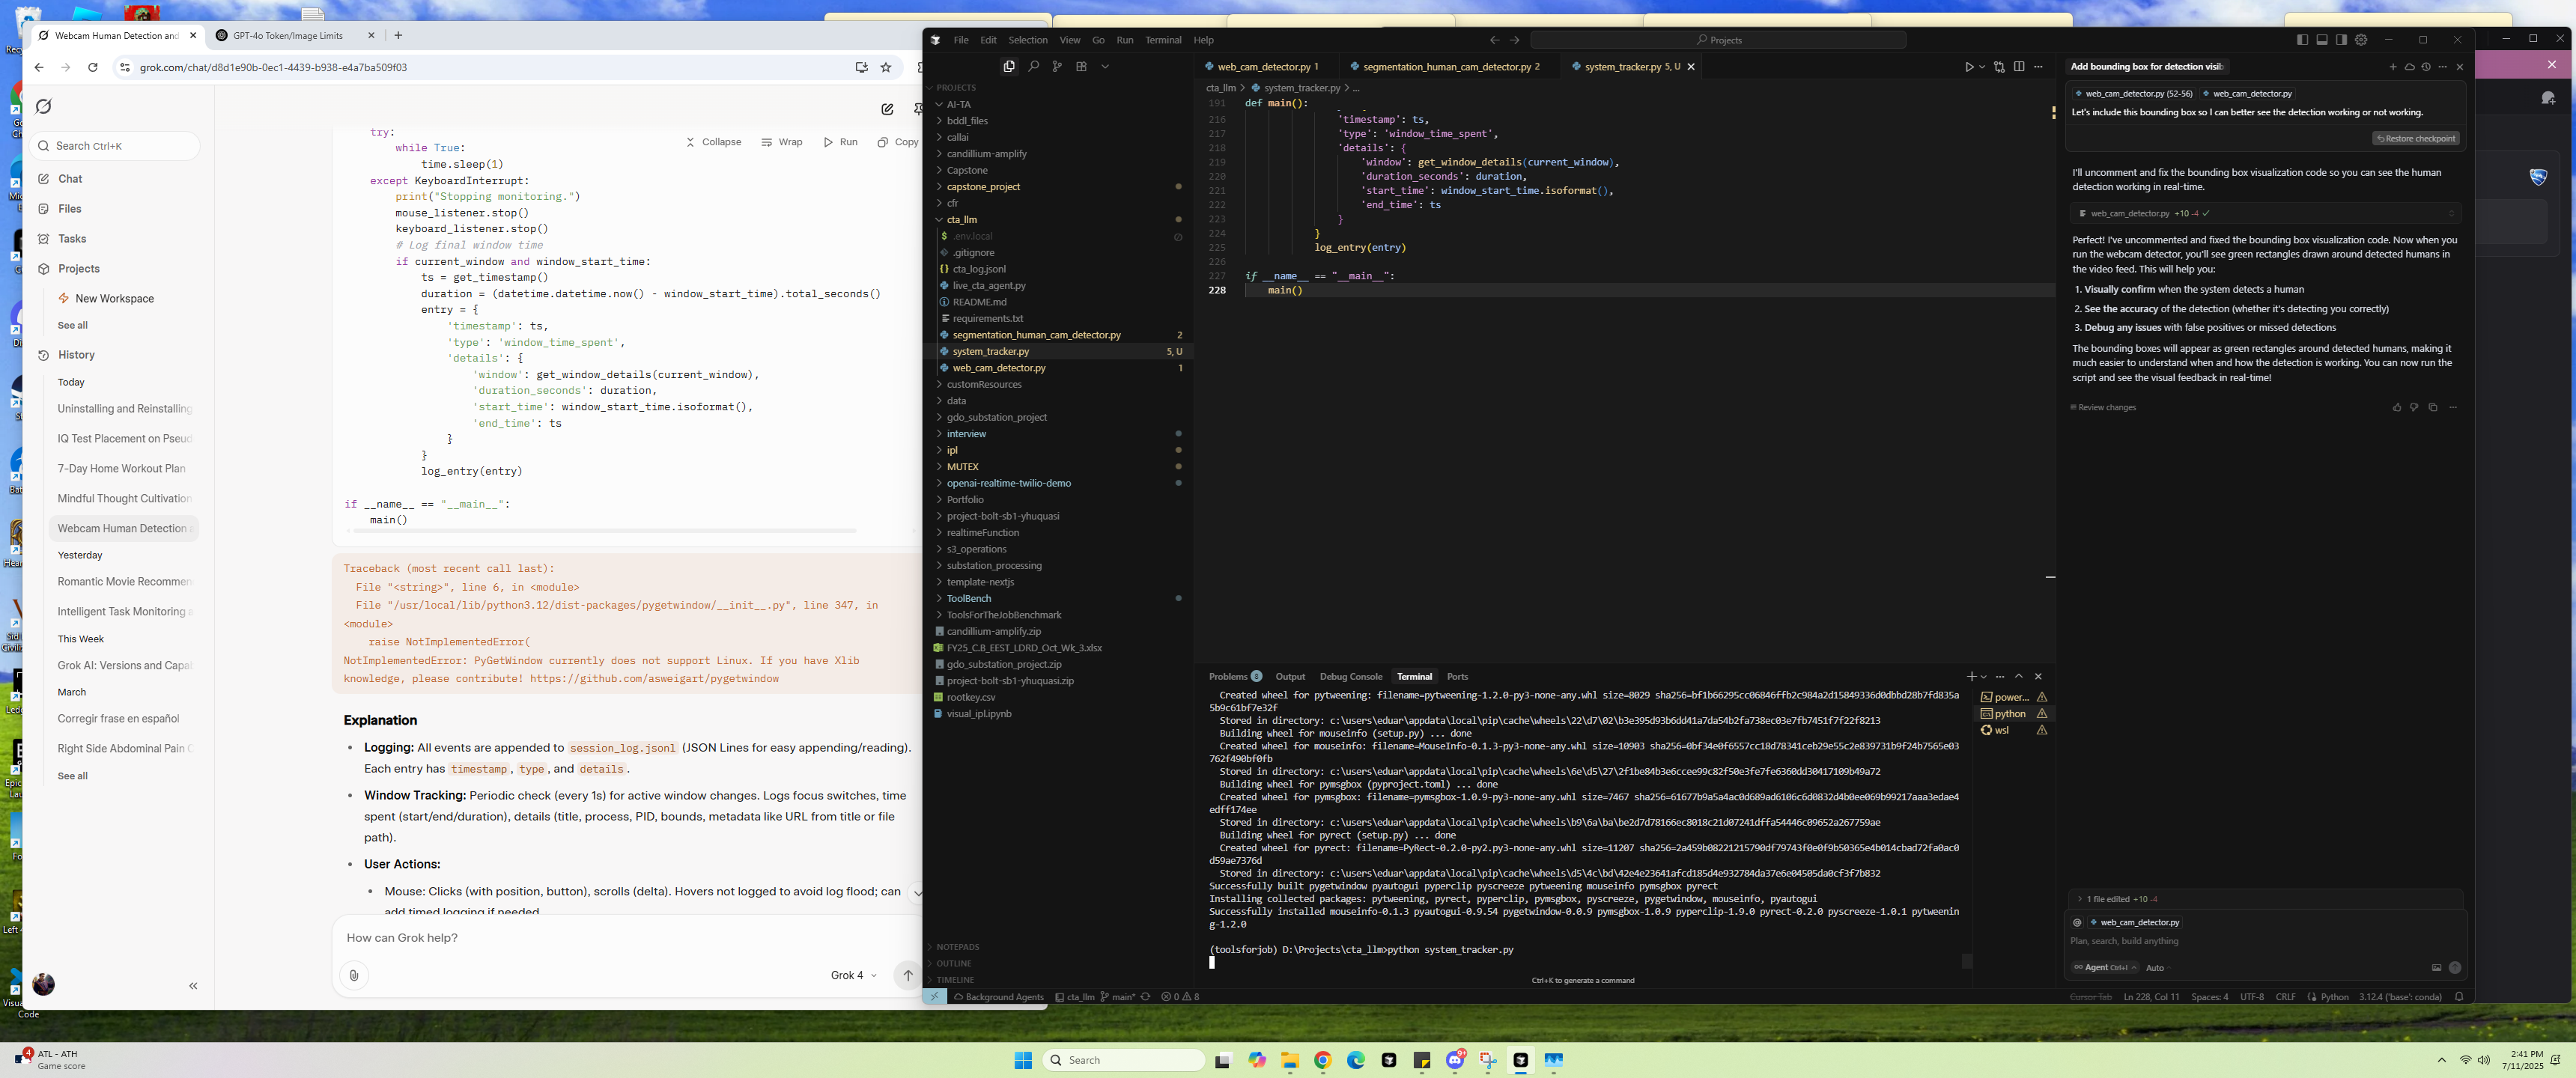 Webcam Human Detection and
GPT-4o Token/Image Limits
grok.com/chat/d8d1e90b-0ec1-4439-b938-e4a7ba509f03
Search Ctrl+K
Chat
Files
Tasks
Projects
New Workspace
See all
History
Today
Uninstalling and Reinstalling
IQ Test Placement on Pseud
7-Day Home Workout Plan
Mindful Thought Cultivation
Webcam Human Detection a
Yesterday
Romantic Movie Recommen
Intelligent Task Monitoring a
This Week
Grok AI: Versions and Capa
March
Corregir frase en español
Right Side Abdominal Pain C
See all
Collapse
Wrap
Run
Copy
try:
while True:
time.sleep(1)
except KeyboardInterrupt:
print("Stopping monitoring.")
mouse_listener.stop()
keyboard_listener.stop()
# Log final window time
if current_window and window_start_time:
ts = get_timestamp()
duration = (datetime.datetime.now() - window_start_time).total_seconds()
entry = {
'timestamp': ts,
'type': 'window_time_spent',
'details': {
'window': get_window_details(current_window),
'duration_seconds': duration,
'start_time': window_start_time.isoformat(),
'end_time': ts
}
}
log_entry(entry)
if __name__ == "__main__":
main()
Traceback (most recent call last):
File "<string>", line 6, in <module>
File "/usr/local/lib/python3.12/dist-packages/pygetwindow/__init__.py", line 347, in
<module>
raise NotImplementedError(
NotImplementedError: PyGetWindow currently does not support Linux. If you have Xlib
knowledge, please contribute! https://github.com/asweigart/pygetwindow
Explanation
• Logging: All events are appended to session_log.jsonl (JSON Lines for easy appending/reading).
Each entry has timestamp, type, and details.
• Window Tracking: Periodic check (every 1s) for active window changes. Logs focus switches, time
spent (start/end/duration), details (title, process, PID, bounds, metadata like URL from title or file
path).
• User Actions:
• Mouse: Clicks (with position, button), scrolls (delta). Hovers not logged to avoid log flood; can
add timed logging if needed
How can Grok help?
Grok 4
File Edit Selection View Go Run Terminal Help
Projects
PROJECTS
AI-TA
bddl_files
callai
candillium-amplify
Capstone
capstone_project
cfr
cta_llm
.env.local
.gitignore
cta_log.jsonl
live_cta_agent.py
README.md
requirements.txt
segmentation_human_cam_detector.py 2
system_tracker.py 5, U
web_cam_detector.py 1
customResources
data
gdo_substation_project
interview
ipl
MUTEX
openai-realtime-twilio-demo
Portfolio
project-bolt-sb1-yhuquasi
realtimeFunction
s3_operations
substation_processing
template-nextjs
ToolBench
ToolsForTheJobBenchmark
candillium-amplify.zip
FY25_C.B_EEST_LDRD_Oct_Wk_3.xlsx
gdo_substation_project.zip
project-bolt-sb1-yhuquasi.zip
rootkey.csv
visual_ipl.ipynb
NOTEPADS
OUTLINE
TIMELINE
web_cam_detector.py 1
segmentation_human_cam_detector.py 2
system_tracker.py 5, U
cta_llm > system_tracker.py > ...
191 def main():
216 'timestamp': ts,
217 'type': 'window_time_spent',
218 'details': {
219 'window': get_window_details(current_window),
220 'duration_seconds': duration,
221 'start_time': window_start_time.isoformat(),
222 'end_time': ts
223 }
224 }
225 log_entry(entry)
226
227 if __name__ == "__main__":
228 main()
Problems 8 Output Debug Console Terminal Ports
Created wheel for pytweening: filename=pytweening-1.2.0-py3-none-any.whl size=8029 sha256=bf1b66295cc06846ffb2c984a2d15849336d0dbbd28b7fd835a
5b9c61bf7e32f
Stored in directory: c:\users\eduar\appdata\local\pip\cache\wheels\22\d7\02\b3e395d93b6dd41a7da54b2fa738ec03e7fb7451f7f22f8213
Building wheel for mouseinfo (setup.py) ... done
Created wheel for mouseinfo: filename=MouseInfo-0.1.3-py3-none-any.whl size=10903 sha256=0bf34e0f6557cc18d78341ceb29e55c2e839731b9f24b7565e03
762f490bf0fb
Stored in directory: c:\users\eduar\appdata\local\pip\cache\wheels\6e\d5\27\2f1be84b3e6ccee99c82f50e3fe7fe6360dd30417109b49a72
Building wheel for pymsgbox (pyproject.toml) ... done
Created wheel for pymsgbox: filename=pymsgbox-1.0.9-py3-none-any.whl size=7467 sha256=61677b9a5a4ac0d689ad6106c6d0832d4b0ee069b99217aaa3edae4
edff174ee
Stored in directory: c:\users\eduar\appdata\local\pip\cache\wheels\b9\6a\ba\be2d7d78166ec8018c21d07241dffa54446c09652a267759ae
Building wheel for pyrect (setup.py) ... done
Created wheel for pyrect: filename=PyRect-0.2.0-py2.py3-none-any.whl size=11207 sha256=2a459b08221215790df79743f0e0f9b50365e4b014cbad72fa0ac0
d59ae7376d
Stored in directory: c:\users\eduar\appdata\local\pip\cache\wheels\d5\4c\bd\42e4e23641afcd185d4e932784da37e6e04505da0cf3f7b832
Successfully built pygetwindow pyautogui pyperclip pyscreeze pytweening mouseinfo pymsgbox pyrect
Installing collected packages: pytweening, pyrect, pyperclip, pymsgbox, pyscreeze, pygetwindow, mouseinfo, pyautogui
Successfully installed mouseinfo-0.1.3 pyautogui-0.9.54 pygetwindow-0.0.9 pymsgbox-1.0.9 pyperclip-1.9.0 pyrect-0.2.0 pyscreeze-1.0.1 pytweenin
g-1.2.0
(toolsforjob) D:\Projects\cta_llm>python system_tracker.py
Ctrl+K to generate a command
power...
python
wsl
Add bounding box for detection visib
web_cam_detector.py (52-56) web_cam_detector.py
Let's include this bounding box so I can better see the detection working or not working.
Restore checkpoint
I'll uncomment and fix the bounding box visualization code so you can see the human
detection working in real-time.
web_cam_detector.py +10 -4
Perfect! I've uncommented and fixed the bounding box visualization code. Now when you
run the webcam detector, you'll see green rectangles drawn around detected humans in
the video feed. This will help you:
1. Visually confirm when the system detects a human
2. See the accuracy of the detection (whether it's detecting you correctly)
3. Debug any issues with false positives or missed detections
The bounding boxes will appear as green rectangles around detected humans, making it
much easier to understand when and how the detection is working. You can now run the
script and see the visual feedback in real-time!
Review changes
1 file edited +10 -4
@ web_cam_detector.py
Plan, search, build anything
Agent Ctrl+I Auto
Background Agents cta_llm main* 0 8
Cursor Tab Ln 228, Col 11 Spaces: 4 UTF-8 CRLF Python 3.12.4 ('base': conda)
Code
4
ATL - ATH
Game score
Search
9+
2:41 PM
7/11/2025